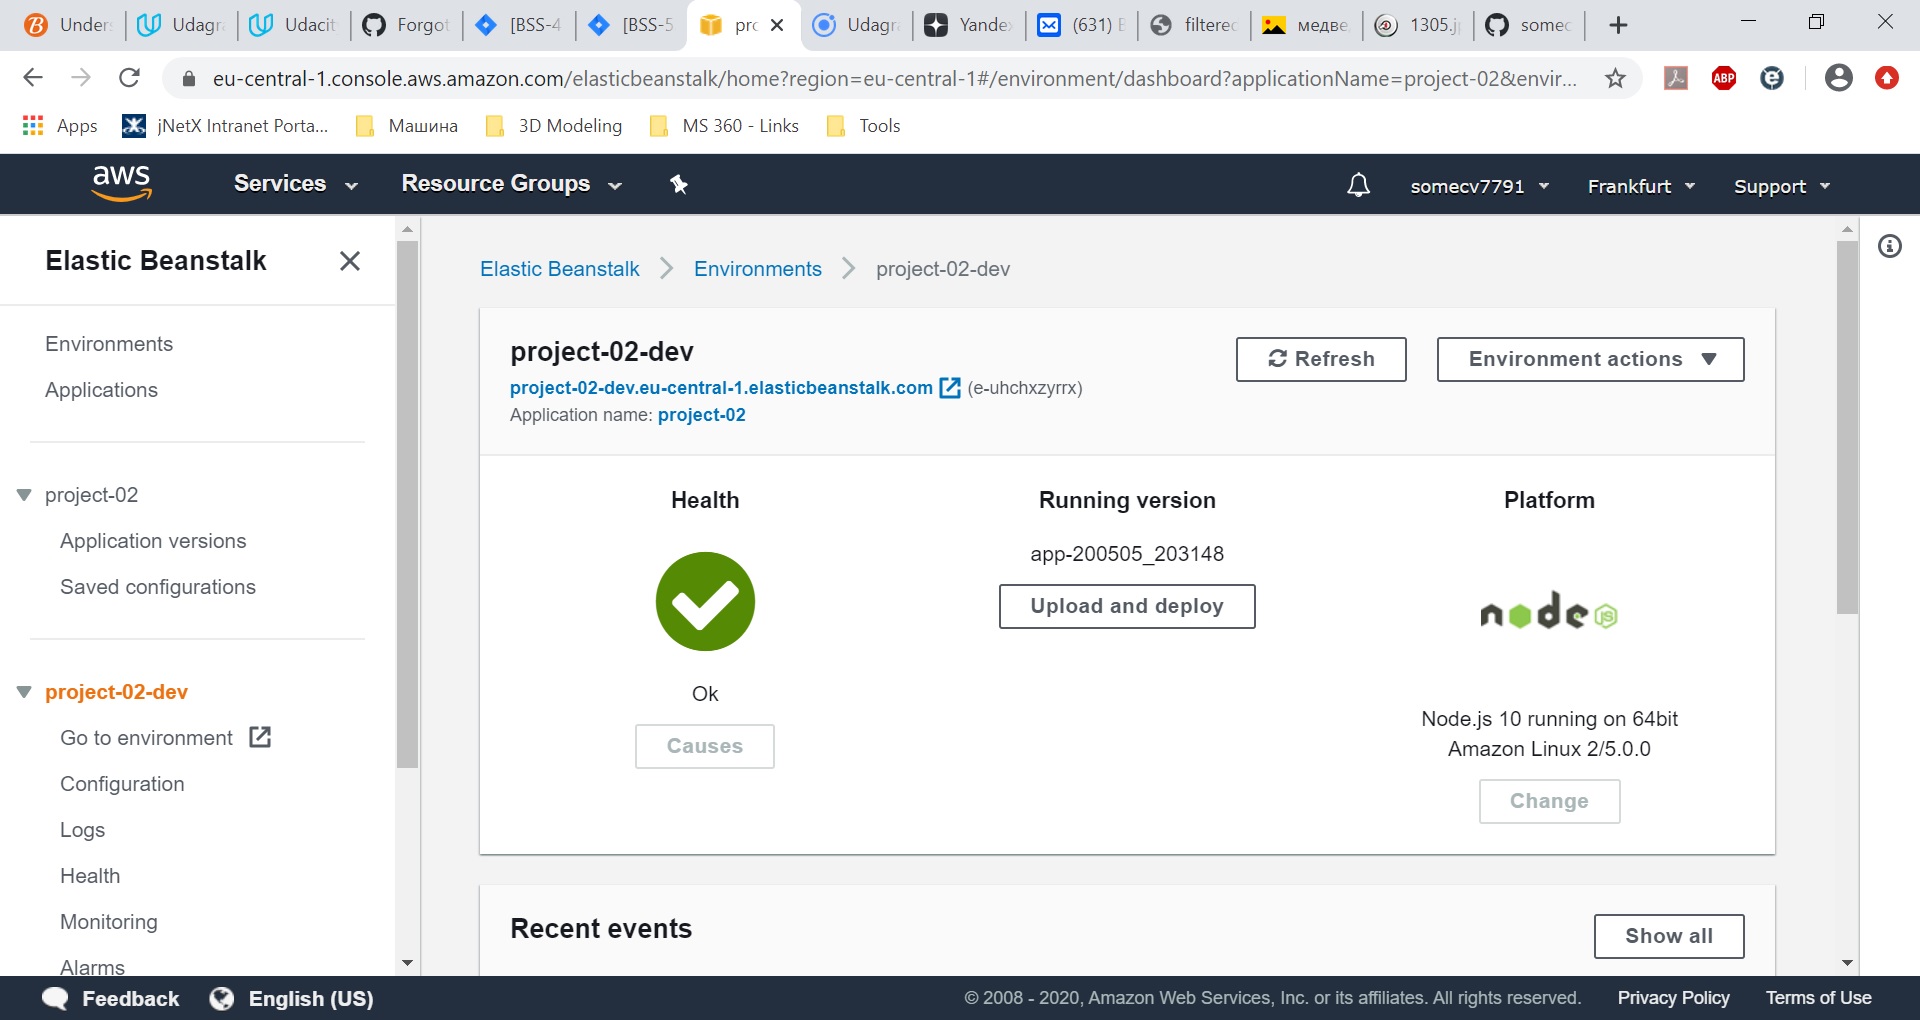 Under Udagra Udacit Forgot [BSS-4 [BSS-5 pro Udagra Yandex (631) filtered медве 1305.j somec
eu-central-1.console.aws.amazon.com/elasticbeanstalk/home?region=eu-central-1#/environment/dashboard?applicationName=project-02&envir...
ABP
Apps jNetX Intranet Porta... Машина 3D Modeling MS 360 - Links Tools
aws Services Resource Groups somecv7791 Frankfurt Support
Elastic Beanstalk
Environments
Applications
project-02
Application versions
Saved configurations
project-02-dev
Go to environment
Configuration
Logs
Health
Monitoring
Alarms
Elastic Beanstalk Environments project-02-dev
project-02-dev
Refresh
Environment actions
project-02-dev.eu-central-1.elasticbeanstalk.com (e-uhchxzyrrx)
Application name: project-02
Health
Ok
Causes
Running version
app-200505_203148
Upload and deploy
Platform
node JS
Node.js 10 running on 64bit
Amazon Linux 2/5.0.0
Change
Recent events
Show all
Feedback English (US) © 2008 - 2020, Amazon Web Services, Inc. or its affiliates. All rights reserved. Privacy Policy Terms of Use